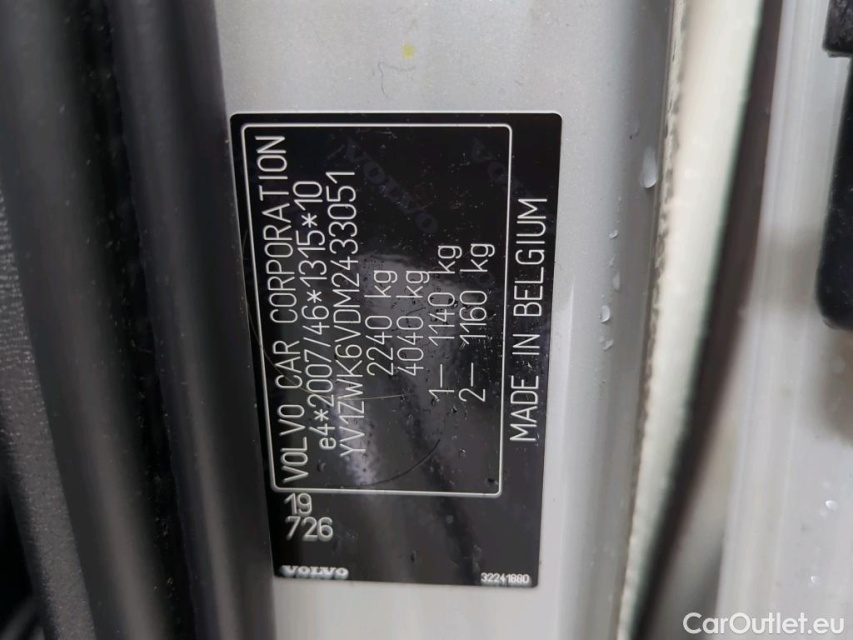 VOLVO CAR CORPORATION
e4*2007/46*1315*10
YV1ZWK6VDM2433051
2240 kg
4040 kg
1— 1140 kg
2— 1160 kg
MADE IN BELGIUM
19
726
VOLVO
32241880
VOLVO
CarOutlet.eu